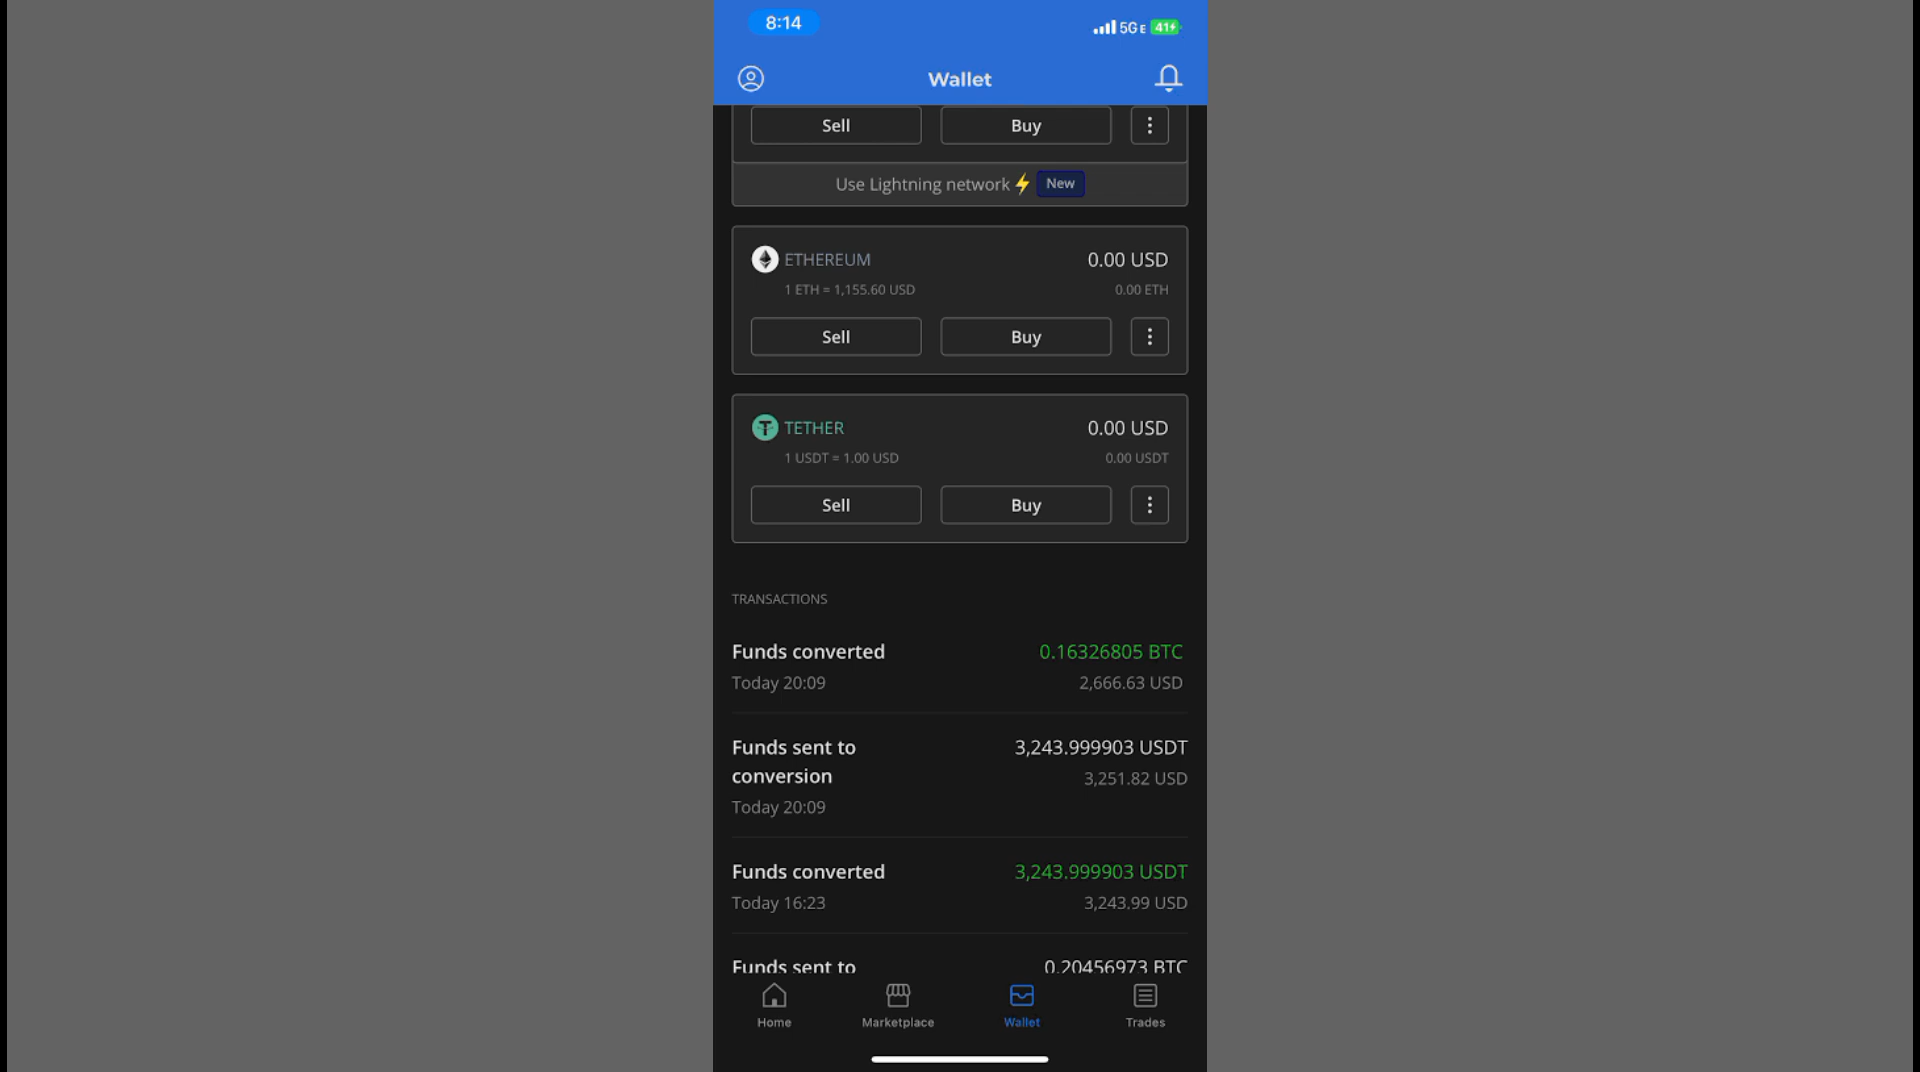 8:14
5G E 41
Wallet
Sell Buy
Use Lightning network New
ETHEREUM 0.00 USD
1 ETH = 1,155.60 USD 0.00 ETH
Sell Buy
TETHER 0.00 USD
1 USDT = 1.00 USD 0.00 USDT
Sell Buy
TRANSACTIONS
Funds converted 0.16326805 BTC
Today 20:09 2,666.63 USD
Funds sent to 3,243.999903 USDT
conversion 3,251.82 USD
Today 20:09
Funds converted 3,243.999903 USDT
Today 16:23 3,243.99 USD
Funds sent to 0.20456973 BTC
Home Marketplace Wallet Trades